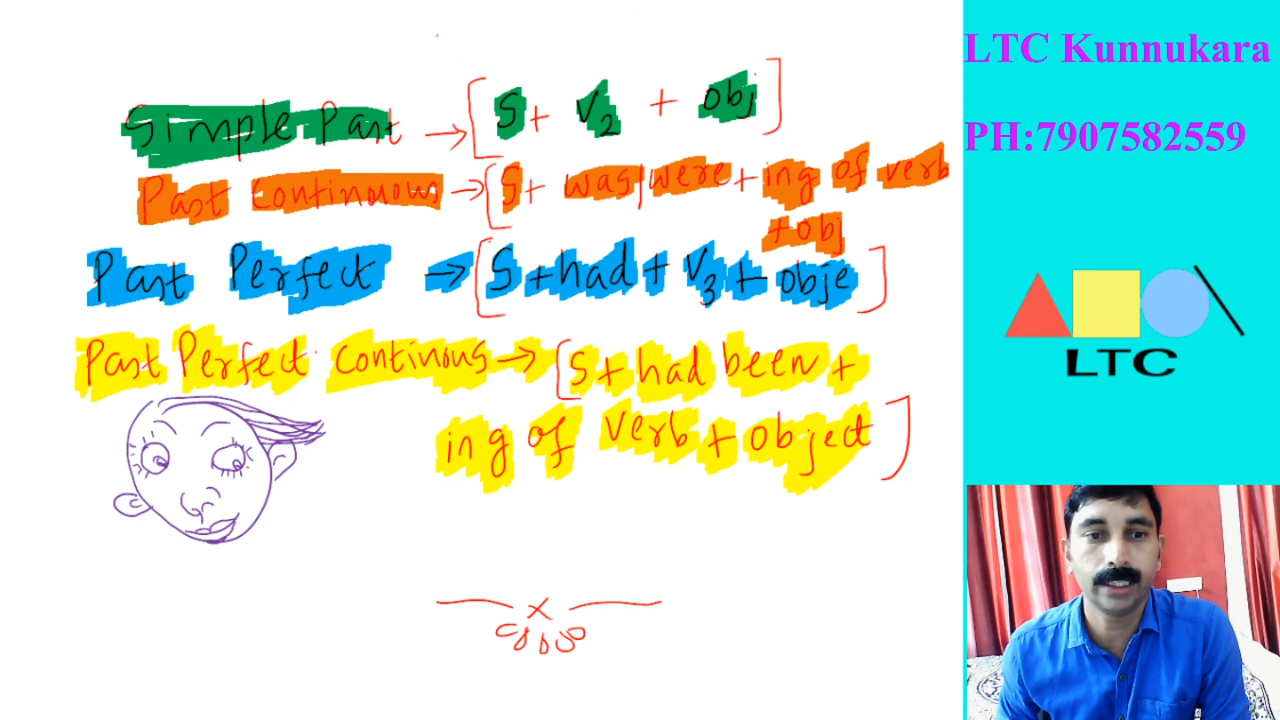 Simple Past → [S + V2 + obj]
Past Continuous → [S + was/were + ing of verb
+ obj
Past Perfect → [S + had + V3 + obje]
Past Perfect Continous → [S + had been +
ing of verb + object]
x
LTC Kunnukara
PH:7907582559
LTC